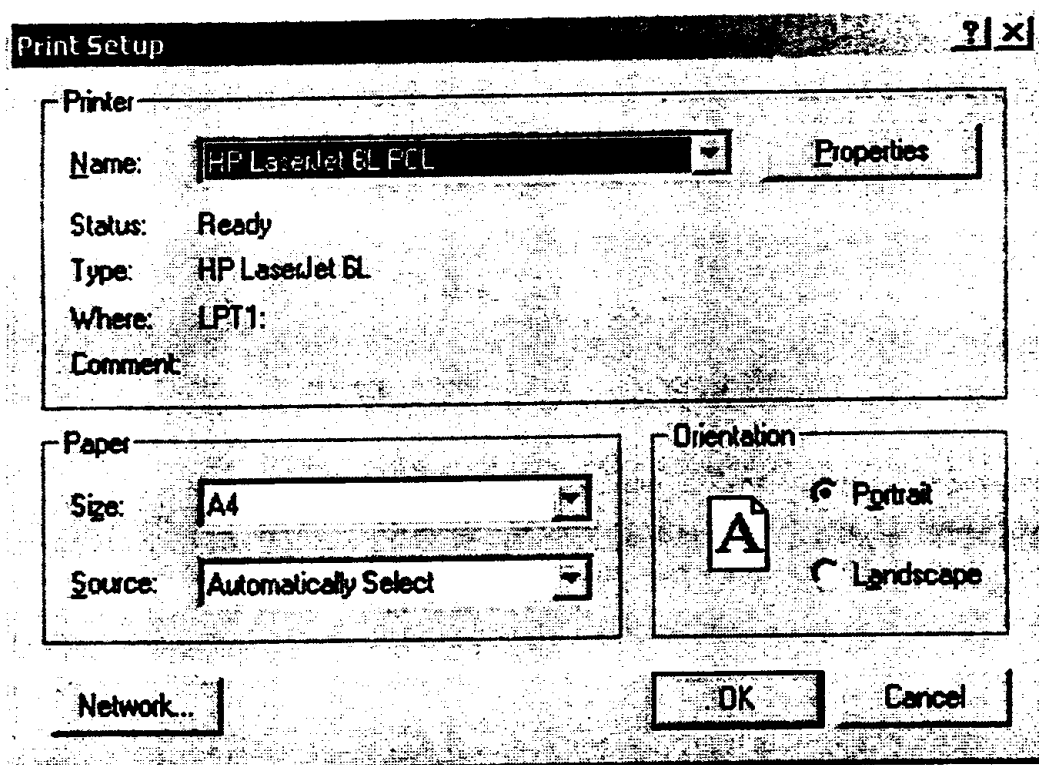 Print Setup ? X
Printer
Name: HP LaserJet 6L PCL Properties
Status: Ready
Type: HP LaserJet 6L
Where: LPT1:
Comment:
Paper
Size: A4
Source: Automatically Select
Orientation
A
Portrait
Landscape
Network...
OK Cancel